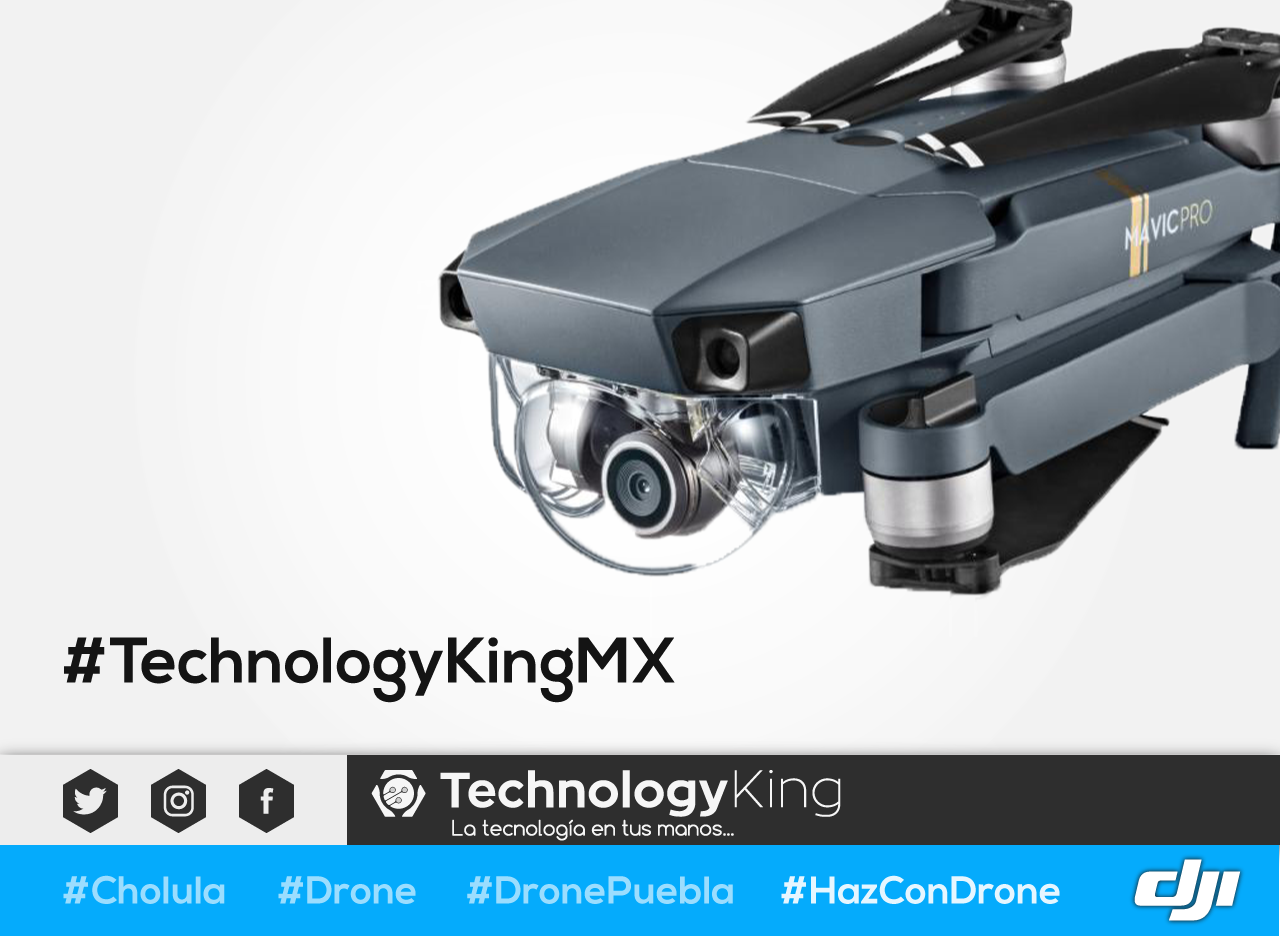 MAVIC PRO
#TechnologyKingMX
TechnologyKing
La tecnología en tus manos...
#Cholula #Drone #DronePuebla #HazConDrone
dji